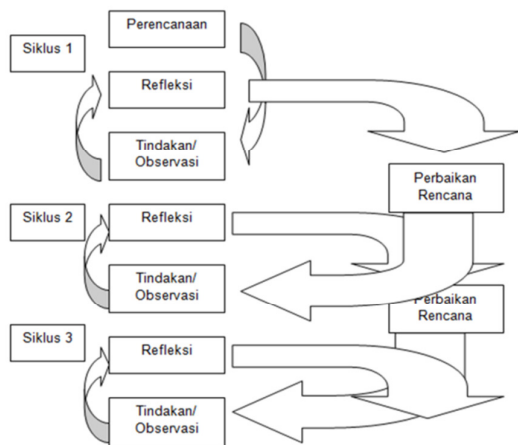 Siklus 1
Perencanaan
Refleksi
Tindakan/
Observasi
Perbaikan
Rencana
Siklus 2
Refleksi
Tindakan/
Observasi
Perbaikan
Rencana
Siklus 3
Refleksi
Tindakan/
Observasi